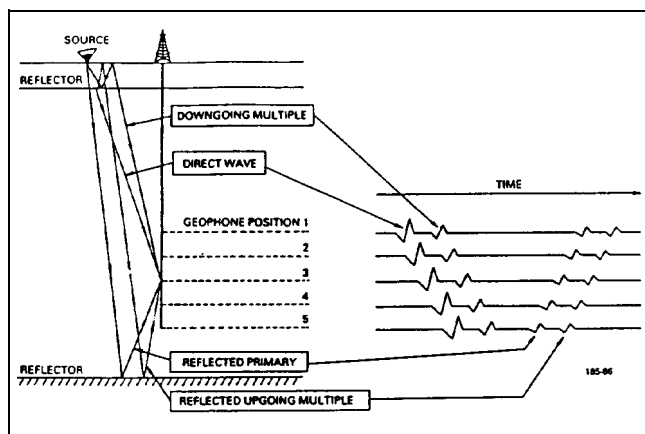 SOURCE
REFLECTOR
DOWNGOING MULTIPLE
DIRECT WAVE
TIME
GEOPHONE POSITION 1
2
3
4
5
REFLECTED PRIMARY
REFLECTOR
185-86
REFLECTED UPGOING MULTIPLE